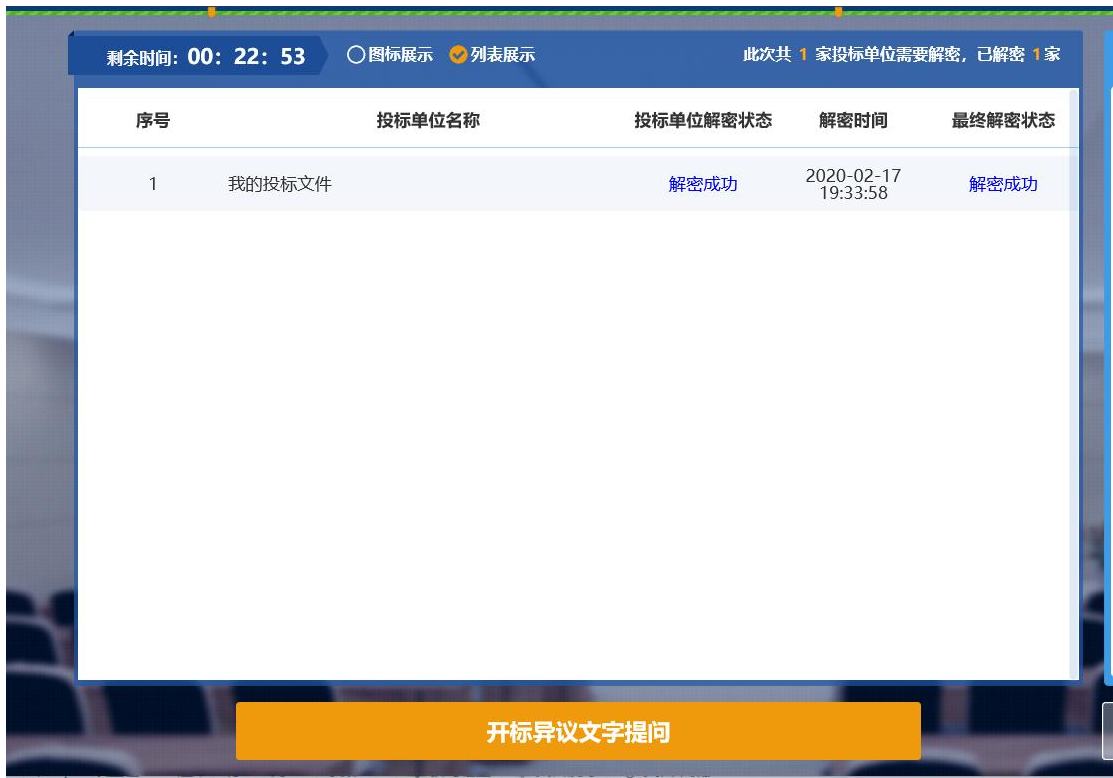 剩余时间：00：22：53 图标展示 列表展示 此次共 1 家投标单位需要解密，已解密 1家
序号 投标单位名称 投标单位解密状态 解密时间 最终解密状态
1 我的投标文件 解密成功 2020-02-17 解密成功
19:33:58
开标异议文字提问